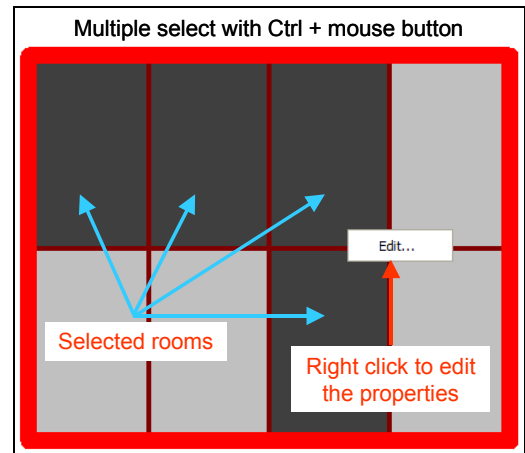 Multiple select with Ctrl + mouse button
Edit...
Selected rooms
Right click to edit
the properties